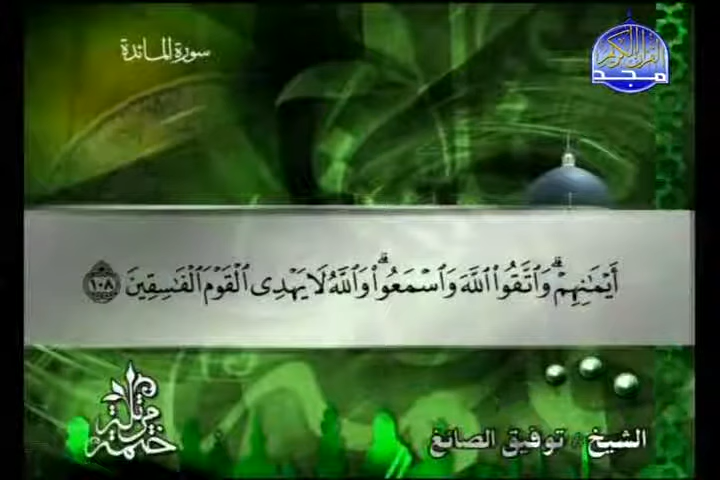 سورة المائدة
القرآن الكريم
مجد
أَيْمَٰنِهِمْ ۗ وَٱتَّقُوا۟ ٱللَّهَ وَٱسْمَعُوا۟ ۗ وَٱللَّهُ لَا يَهْدِى ٱلْقَوْمَ ٱلْفَٰسِقِينَ ١٠٨
ختمة مرتلة
الشيخ : توفيق الصائغ